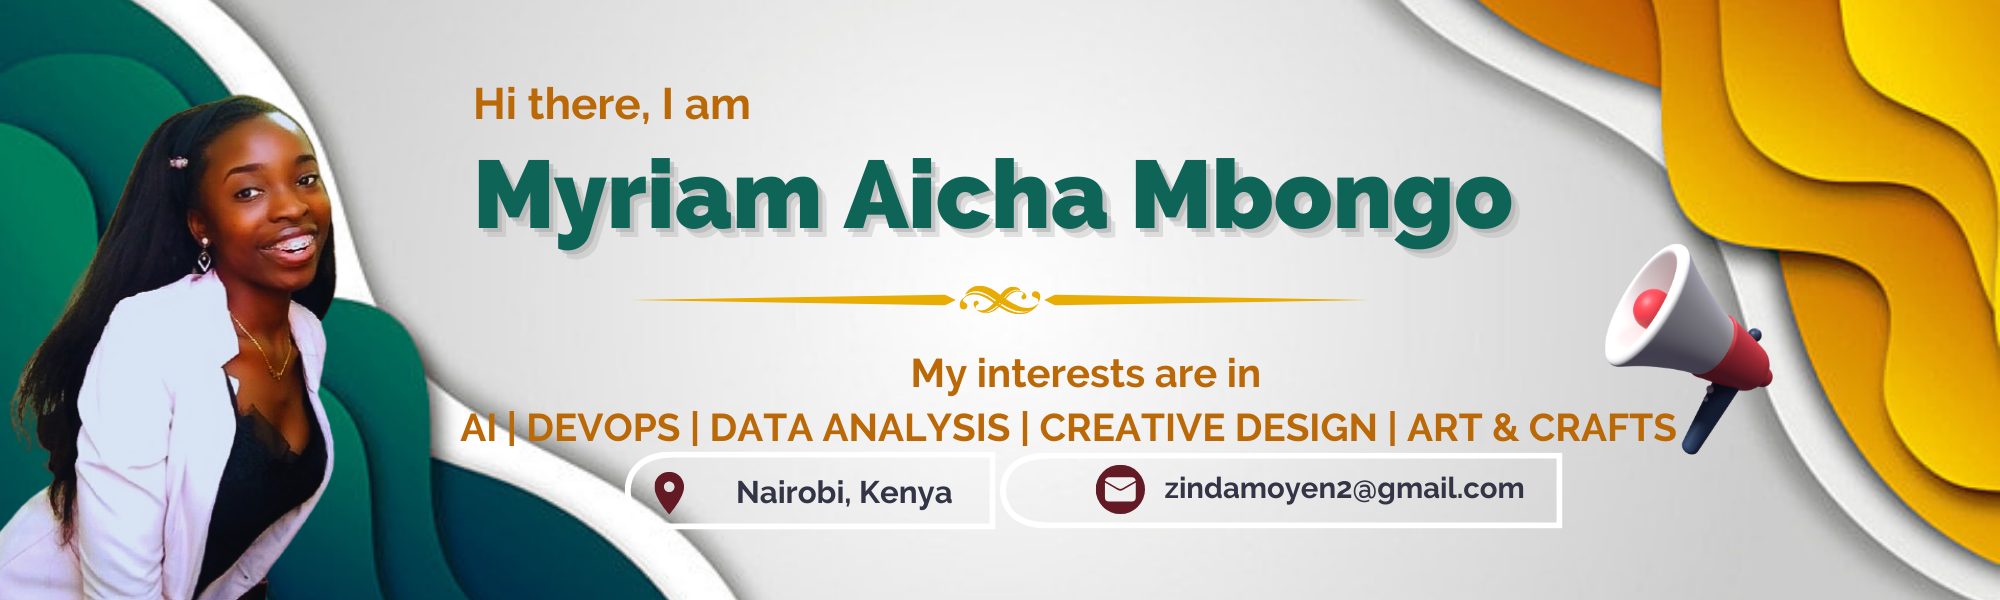 Hi there, I am
Myriam Aicha Mbongo
My interests are in
AI | DEVOPS | DATA ANALYSIS | CREATIVE DESIGN | ART & CRAFTS
Nairobi, Kenya
zindamoyen2@gmail.com